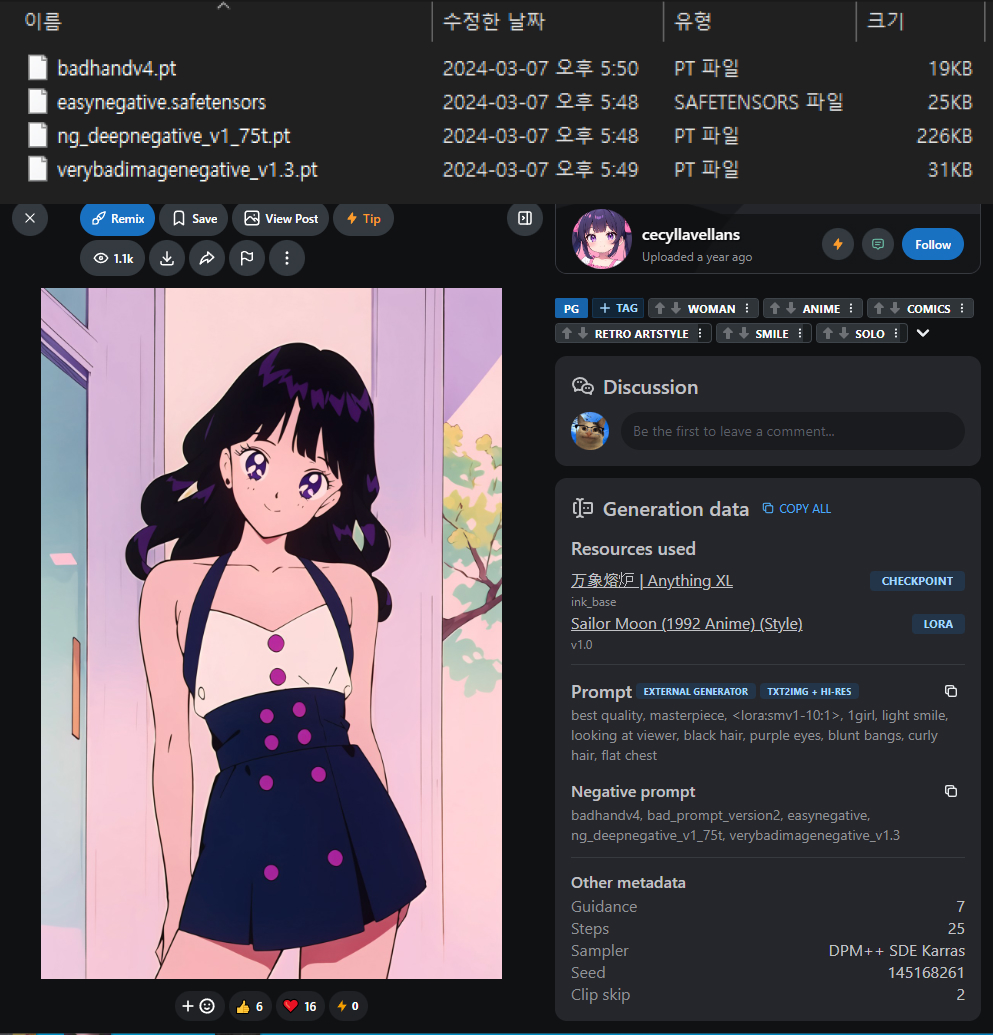 이름 수정한 날짜 유형 크기
badhandv4.pt 2024-03-07 오후 5:50 PT 파일 19KB
easynegative.safetensors 2024-03-07 오후 5:48 SAFETENSORS 파일 25KB
ng_deepnegative_v1_75t.pt 2024-03-07 오후 5:48 PT 파일 226KB
verybadimagenegative_v1.3.pt 2024-03-07 오후 5:49 PT 파일 31KB
Remix Save View Post Tip
1.1k
cecyllavellans
Uploaded a year ago
Follow
PG + TAG WOMAN ANIME COMICS
RETRO ARTSTYLE SMILE SOLO
Discussion
Be the first to leave a comment...
Generation data COPY ALL
Resources used
万象熔炉 | Anything XL CHECKPOINT
ink_base
Sailor Moon (1992 Anime) (Style) LORA
v1.0
Prompt EXTERNAL GENERATOR TXT2IMG + HI-RES
best quality, masterpiece, <lora:smv1-10:1>, 1girl, light smile,
looking at viewer, black hair, purple eyes, blunt bangs, curly
hair, flat chest
Negative prompt
badhandv4, bad_prompt_version2, easynegative,
ng_deepnegative_v1_75t, verybadimagenegative_v1.3
Other metadata
Guidance 7
Steps 25
Sampler DPM++ SDE Karras
Seed 145168261
Clip skip 2
+ 6 16 0